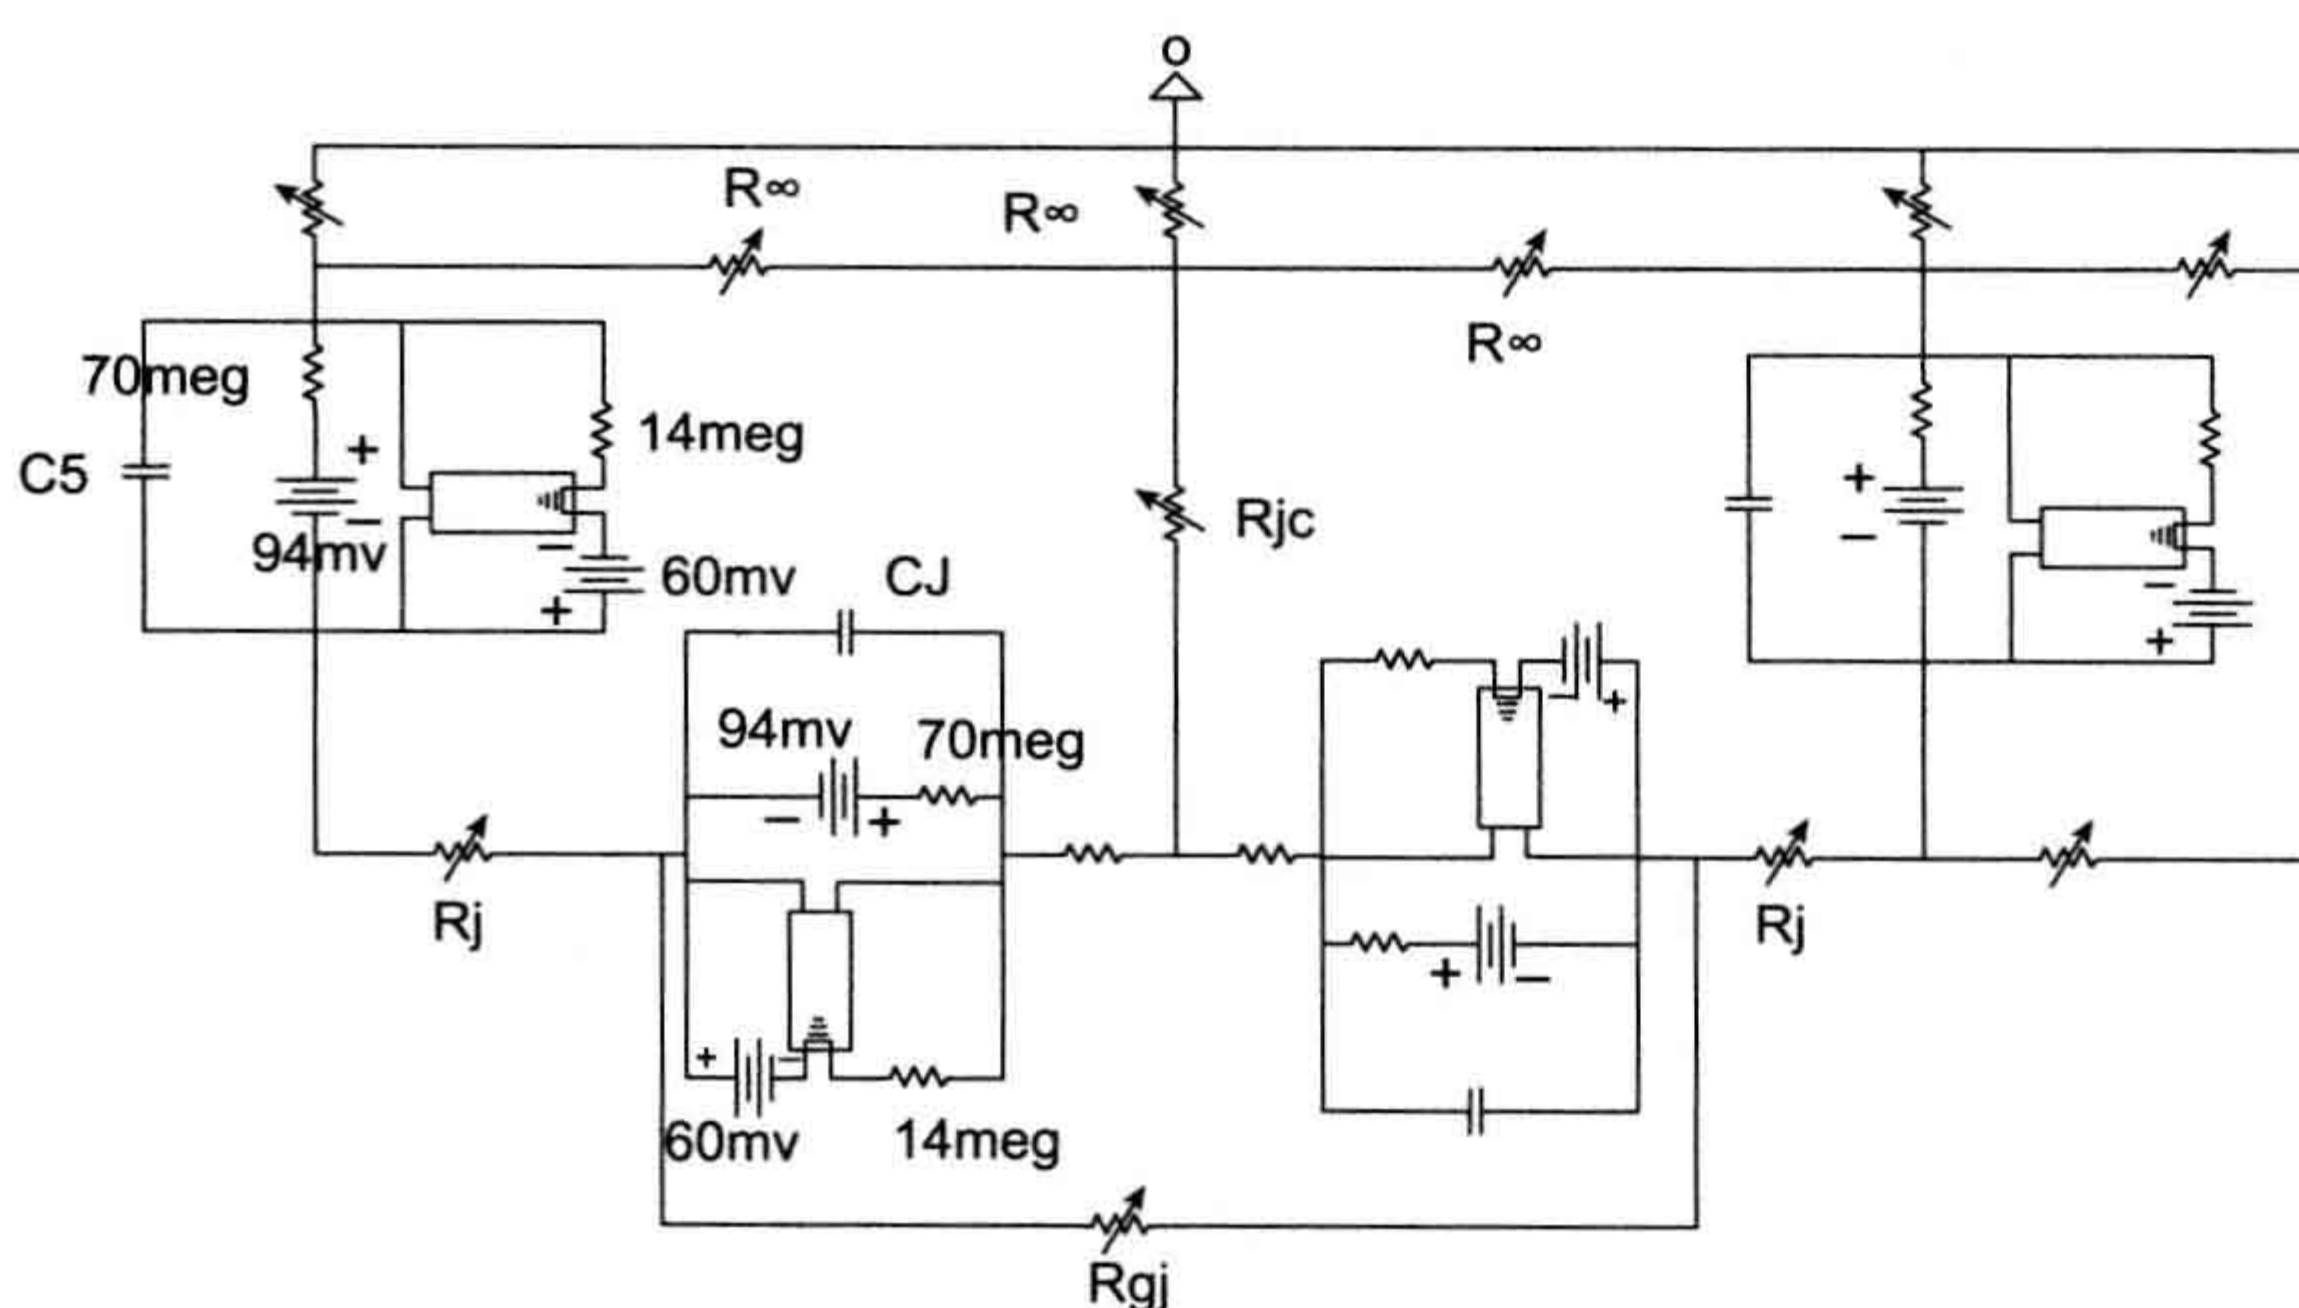 O
R∞
R∞
R∞
70meg
+
14meg
C5
−
94mv
−
60mv
+
CJ
Rjc
+
−
−
+
94mv
70meg
−
+
−
+
Rj
Rj
+
−
+
−
60mv
14meg
Rgj